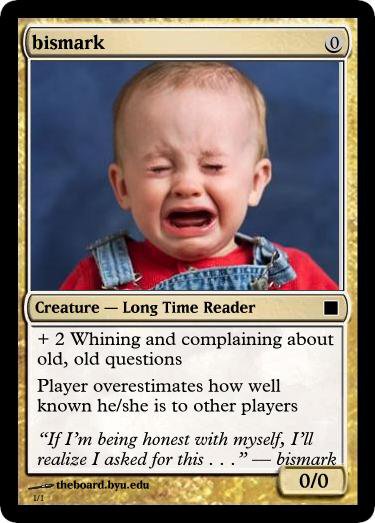 bismark 0
Creature — Long Time Reader
+ 2 Whining and complaining about
old, old questions
Player overestimates how well
known he/she is to other players
“If I’m being honest with myself, I’ll
realize I asked for this . . .” — bismark
0/0
theboard.byu.edu
1/1